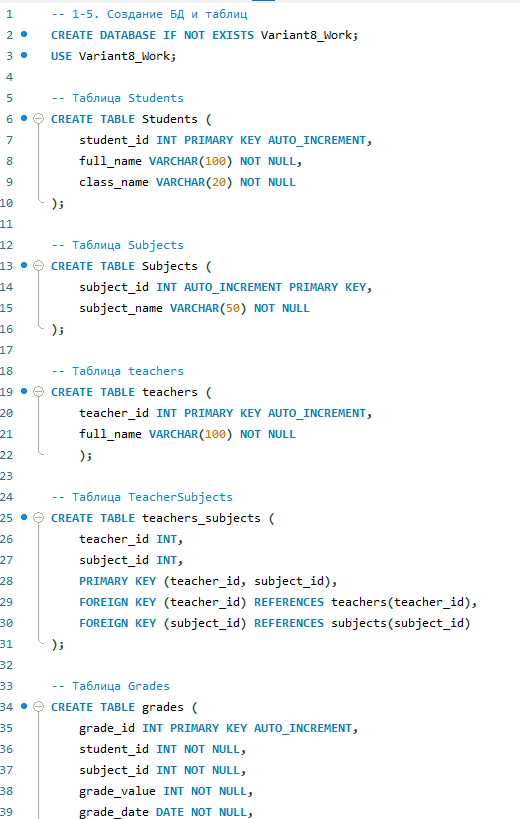 1 -- 1-5. Создание БД и таблиц
2 CREATE DATABASE IF NOT EXISTS Variant8_Work;
3 USE Variant8_Work;
4
5 -- Таблица Students
6 CREATE TABLE Students (
7 student_id INT PRIMARY KEY AUTO_INCREMENT,
8 full_name VARCHAR(100) NOT NULL,
9 class_name VARCHAR(20) NOT NULL
10 );
11
12 -- Таблица Subjects
13 CREATE TABLE Subjects (
14 subject_id INT AUTO_INCREMENT PRIMARY KEY,
15 subject_name VARCHAR(50) NOT NULL
16 );
17
18 -- Таблица teachers
19 CREATE TABLE teachers (
20 teacher_id INT PRIMARY KEY AUTO_INCREMENT,
21 full_name VARCHAR(100) NOT NULL
22 );
23
24 -- Таблица TeacherSubjects
25 CREATE TABLE teachers_subjects (
26 teacher_id INT,
27 subject_id INT,
28 PRIMARY KEY (teacher_id, subject_id),
29 FOREIGN KEY (teacher_id) REFERENCES teachers(teacher_id),
30 FOREIGN KEY (subject_id) REFERENCES subjects(subject_id)
31 );
32
33 -- Таблица Grades
34 CREATE TABLE grades (
35 grade_id INT PRIMARY KEY AUTO_INCREMENT,
36 student_id INT NOT NULL,
37 subject_id INT NOT NULL,
38 grade_value INT NOT NULL,
39 grade_date DATE NOT NULL,